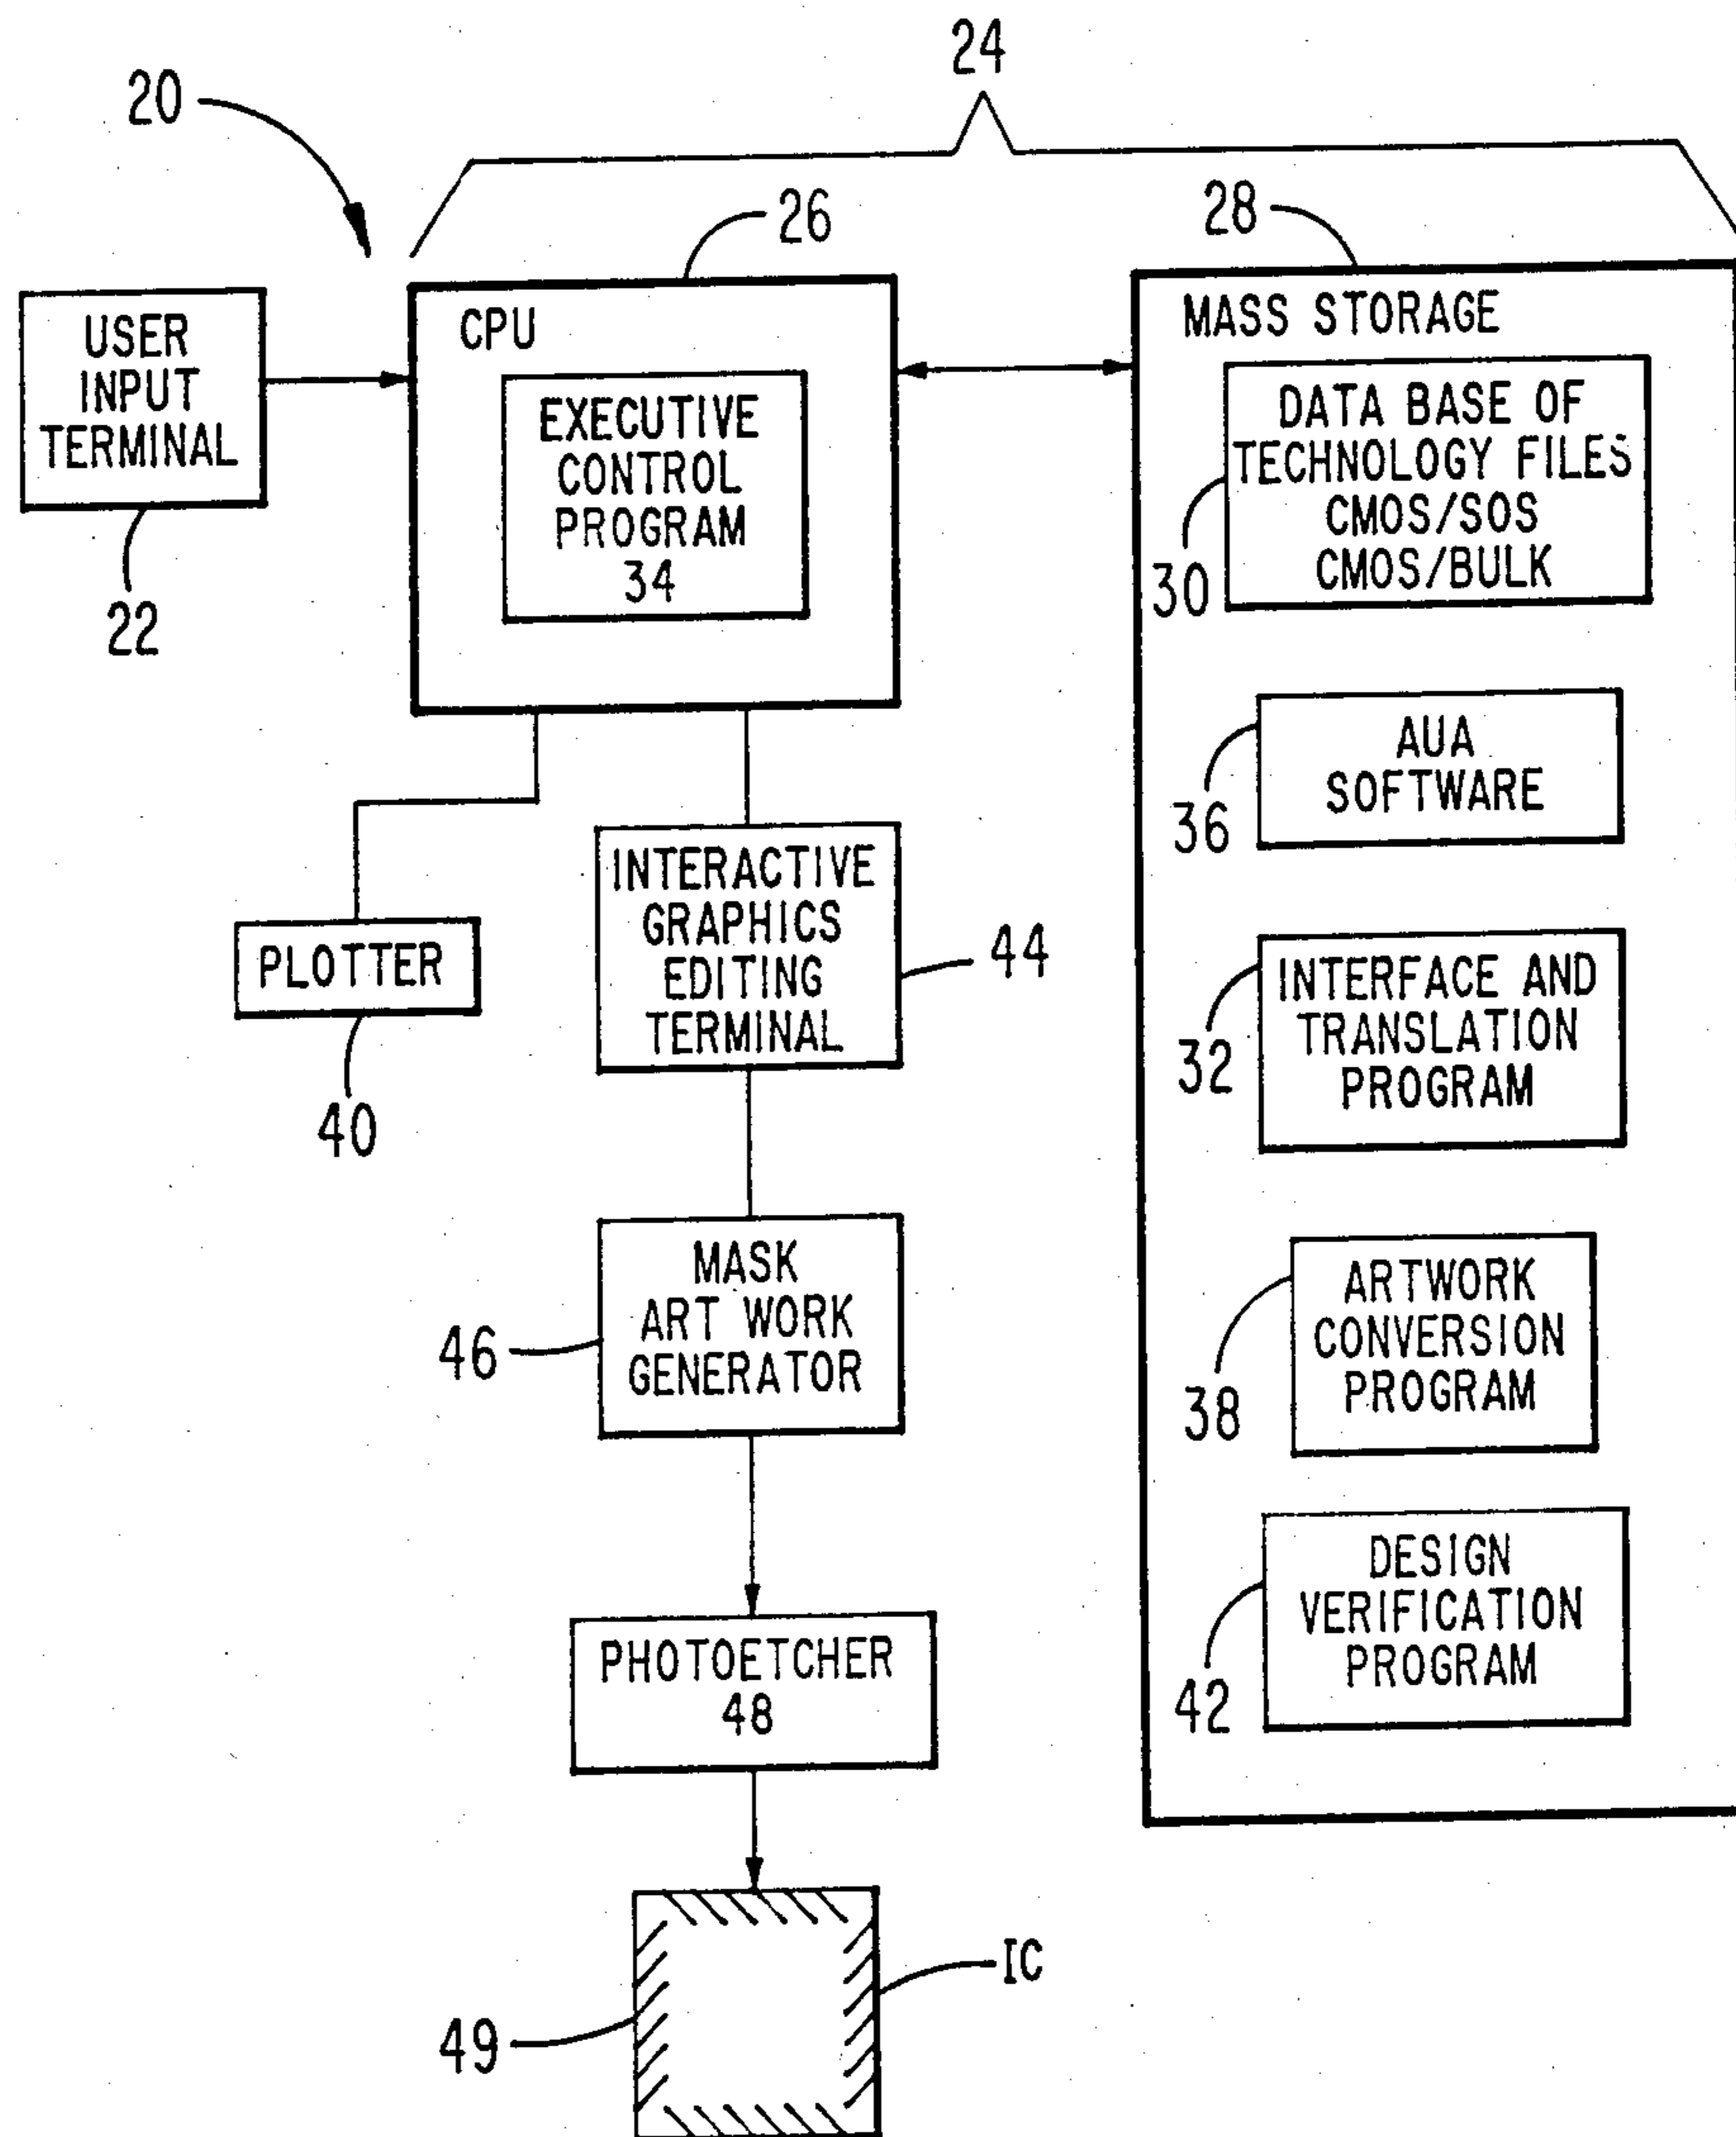 24
20
26
28
USER
INPUT
TERMINAL
22
CPU
EXECUTIVE
CONTROL
PROGRAM
34
MASS STORAGE
DATA BASE OF
TECHNOLOGY FILES
CMOS/SOS
CMOS/BULK
30
AUA
SOFTWARE
36
INTERFACE AND
TRANSLATION
PROGRAM
32
ARTWORK
CONVERSION
PROGRAM
38
DESIGN
VERIFICATION
PROGRAM
42
PLOTTER
40
INTERACTIVE
GRAPHICS
EDITING
TERMINAL
44
MASK
ART WORK
GENERATOR
46
PHOTOETCHER
48
IC
49